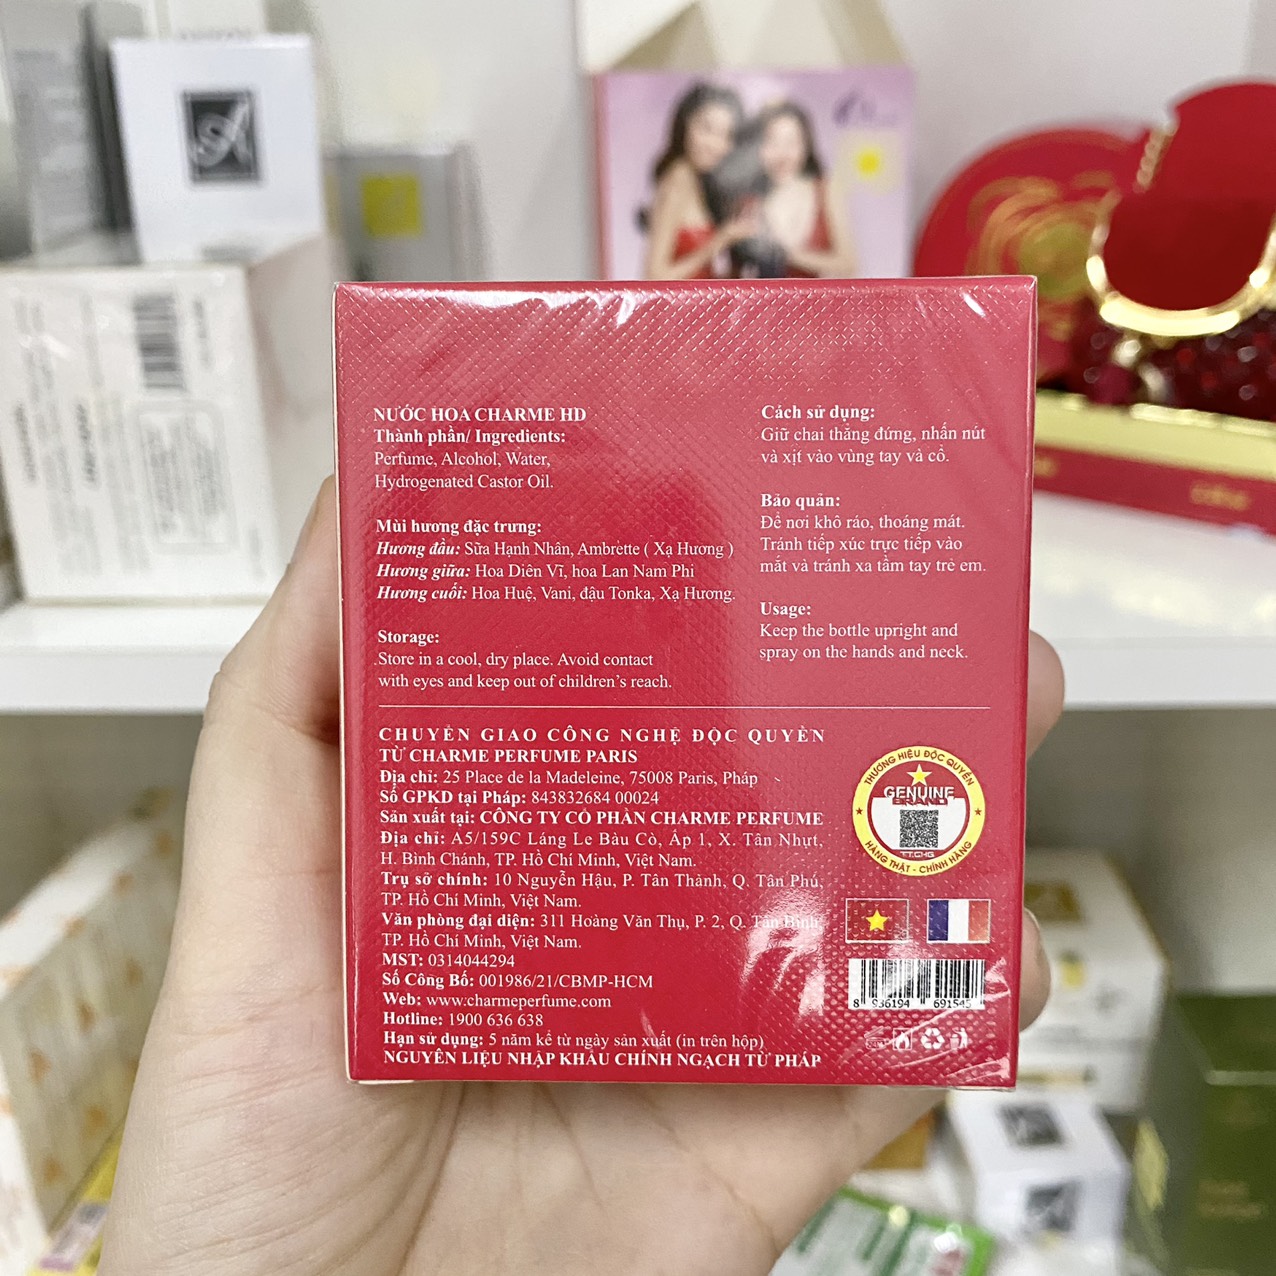 NƯỚC HOA CHARME HD
Thành phần/ Ingredients:
Perfume, Alcohol, Water,
Hydrogenated Castor Oil.
Mùi hương đặc trưng:
Hương đầu: Sữa Hạnh Nhân, Ambrette ( Xạ Hương )
Hương giữa: Hoa Diên Vĩ, hoa Lan Nam Phi
Hương cuối: Hoa Huệ, Vani, đậu Tonka, Xạ Hương.
Storage:
Store in a cool, dry place. Avoid contact
with eyes and keep out of children's reach.
Cách sử dụng:
Giữ chai thẳng đứng, nhấn nút
và xịt vào vùng tay và cổ.
Bảo quản:
Để nơi khô ráo, thoáng mát.
Tránh tiếp xúc trực tiếp vào
mắt và tránh xa tầm tay trẻ em.
Usage:
Keep the bottle upright and
spray on the hands and neck.
CHUYỂN GIAO CÔNG NGHỆ ĐỘC QUYỀN
TỪ CHARME PERFUME PARIS
Địa chỉ: 25 Place de la Madeleine, 75008 Paris, Pháp
Số GPKD tại Pháp: 843832684 00024
Sản xuất tại: CÔNG TY CỔ PHẦN CHARME PERFUME
Địa chỉ: A5/159C Láng Le Bàu Cò, Ấp 1, X. Tân Nhựt,
H. Bình Chánh, TP. Hồ Chí Minh, Việt Nam.
Trụ sở chính: 10 Nguyễn Hậu, P. Tân Thành, Q. Tân Phú,
TP. Hồ Chí Minh, Việt Nam.
Văn phòng đại diện: 311 Hoàng Văn Thụ, P. 2, Q. Tân Bình,
TP. Hồ Chí Minh, Việt Nam.
MST: 0314044294
Số Công Bố: 001986/21/CBMP-HCM
Web: www.charmeperfume.com
Hotline: 1900 636 638
Hạn sử dụng: 5 năm kể từ ngày sản xuất (in trên hộp)
NGUYÊN LIỆU NHẬP KHẨU CHÍNH NGẠCH TỪ PHÁP
THƯƠNG HIỆU ĐỘC QUYỀN
GENUINE
BRAND
TT.CHG
HÀNG THẬT - CHÍNH HÃNG
8 936194 691545